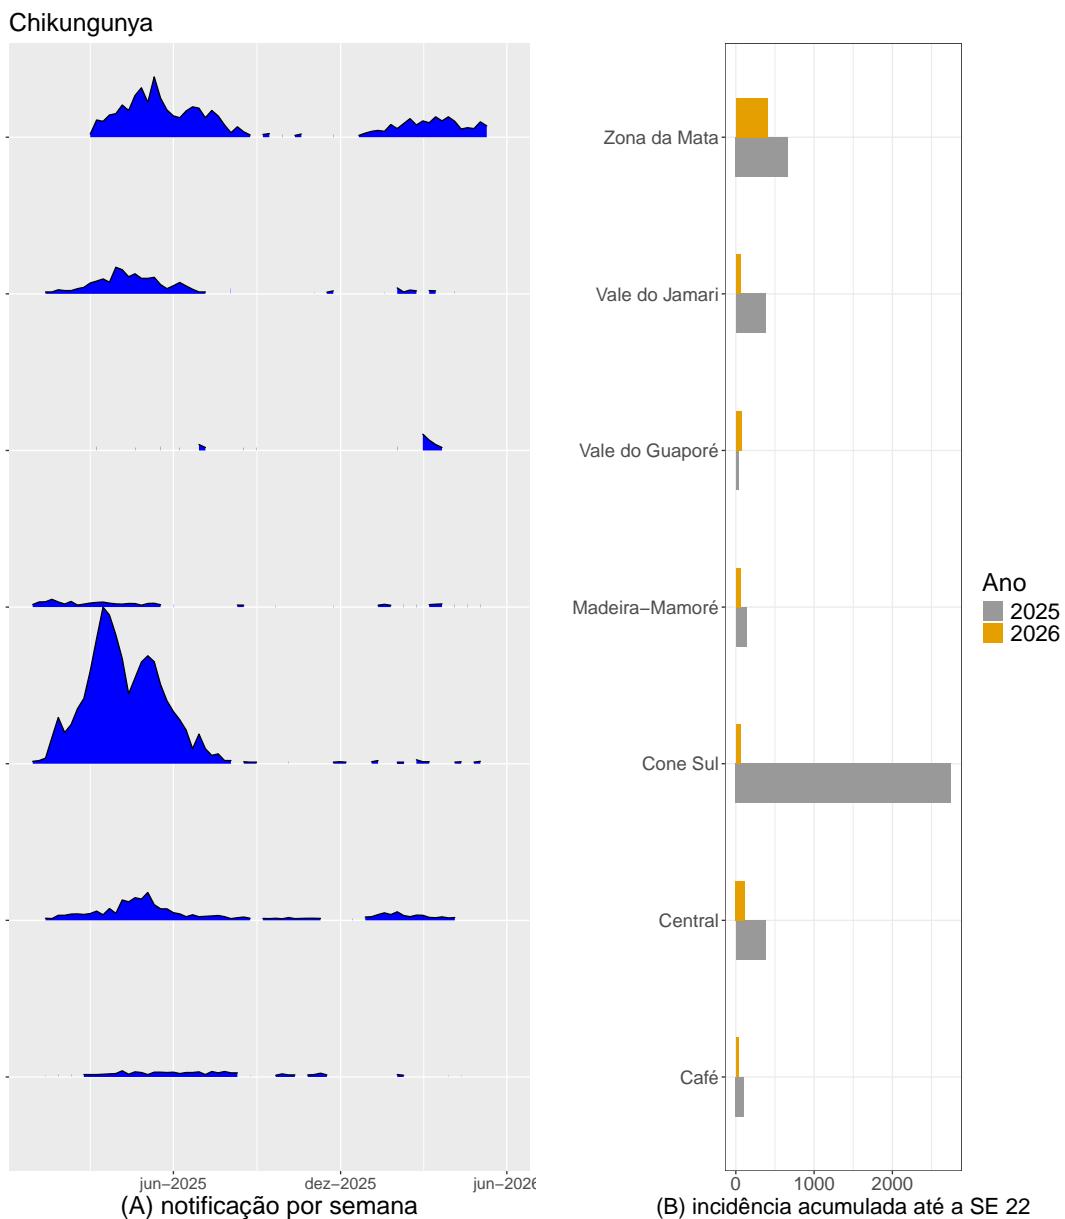 Chikungunya
jun−2025
dez−2025
jun−2026
(A) notificação por semana
Zona da Mata
Vale do Jamari
Vale do Guaporé
Madeira−Mamoré
Cone Sul
Central
Café
0
1000
2000
(B) incidência acumulada até a SE 22
Ano
2025
2026